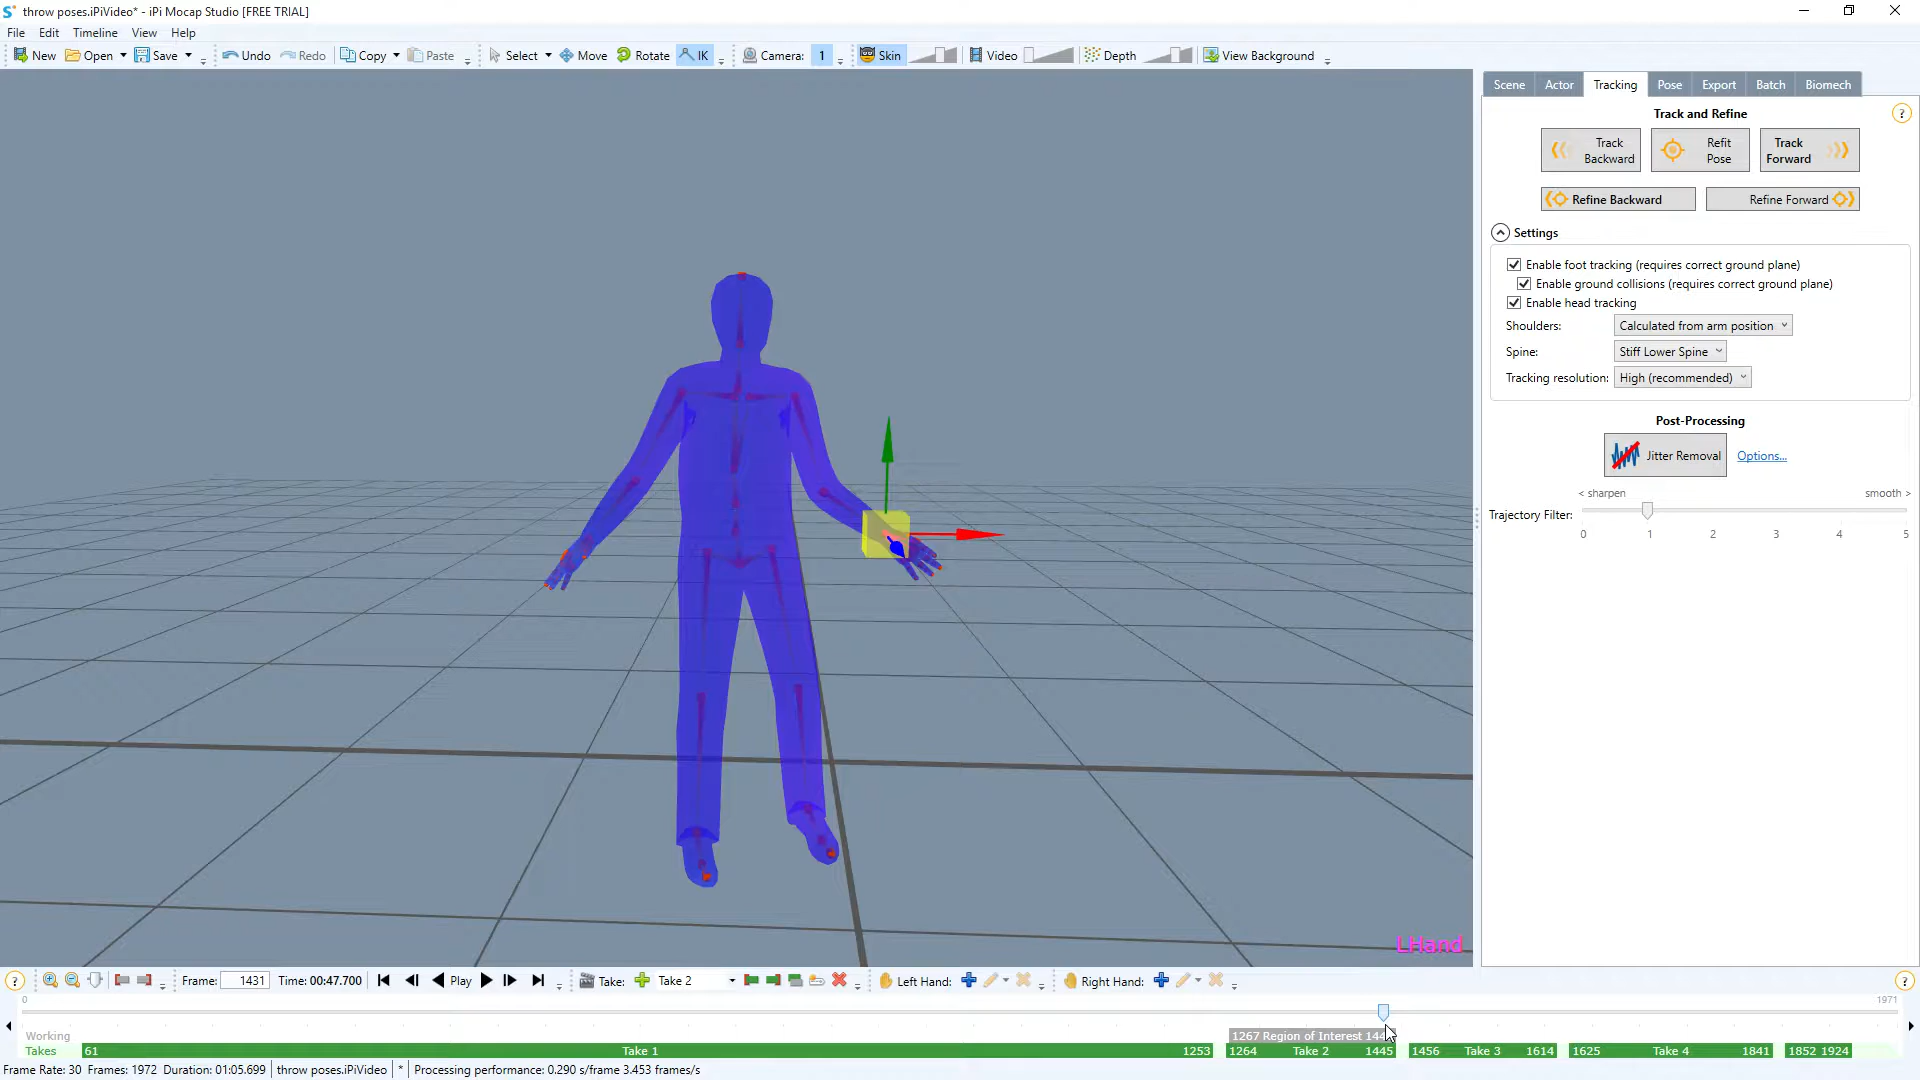 throw poses.iPiVideo* - iPi Mocap Studio [FREE TRIAL]
File Edit Timeline View Help
New Open Save Undo Redo Copy Paste Select Move Rotate IK Camera: 1 Skin Video Depth View Background
Scene Actor Tracking Pose Export Batch Biomech
Track and Refine
?
Track Backward
Refit Pose
Track Forward
Refine Backward Refine Forward
Settings
Enable foot tracking (requires correct ground plane)
Enable ground collisions (requires correct ground plane)
Enable head tracking
Shoulders: Calculated from arm position
Spine: Stiff Lower Spine
Tracking resolution: High (recommended)
Post-Processing
Jitter Removal Options...
< sharpen smooth >
Trajectory Filter:
0 1 2 3 4 5
LHand
? Frame: 1431 Time: 00:47.700 Play Take: Take 2 Left Hand: Right Hand: ?
0 1971
Working 1267 Region of Interest
Takes 61 Take 1 1253 1264 Take 2 1445 1456 Take 3 1614 1625 Take 4 1841 1852 1924
Frame Rate: 30 Frames: 1972 Duration: 01:05.699 throw poses.iPiVideo * Processing performance: 0.290 s/frame 3.453 frames/s